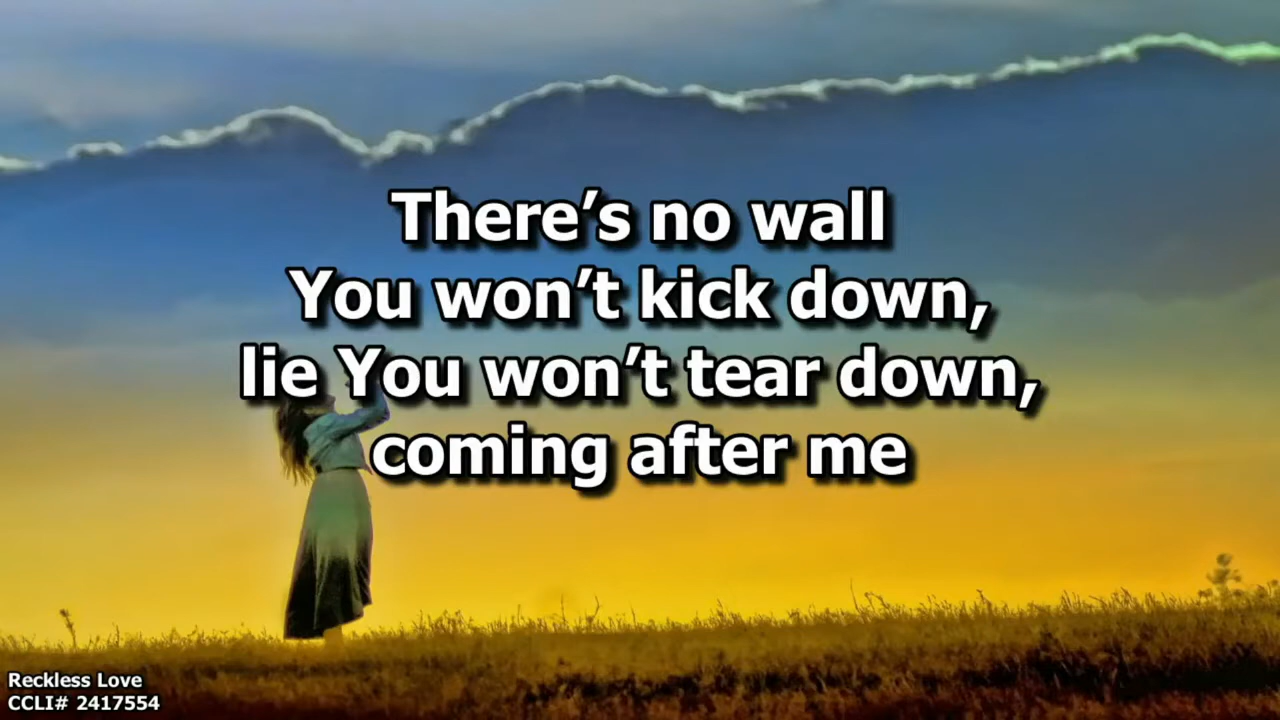 There’s no wall
You won’t kick down,
lie You won’t tear down,
coming after me
Reckless Love
CCLI# 2417554